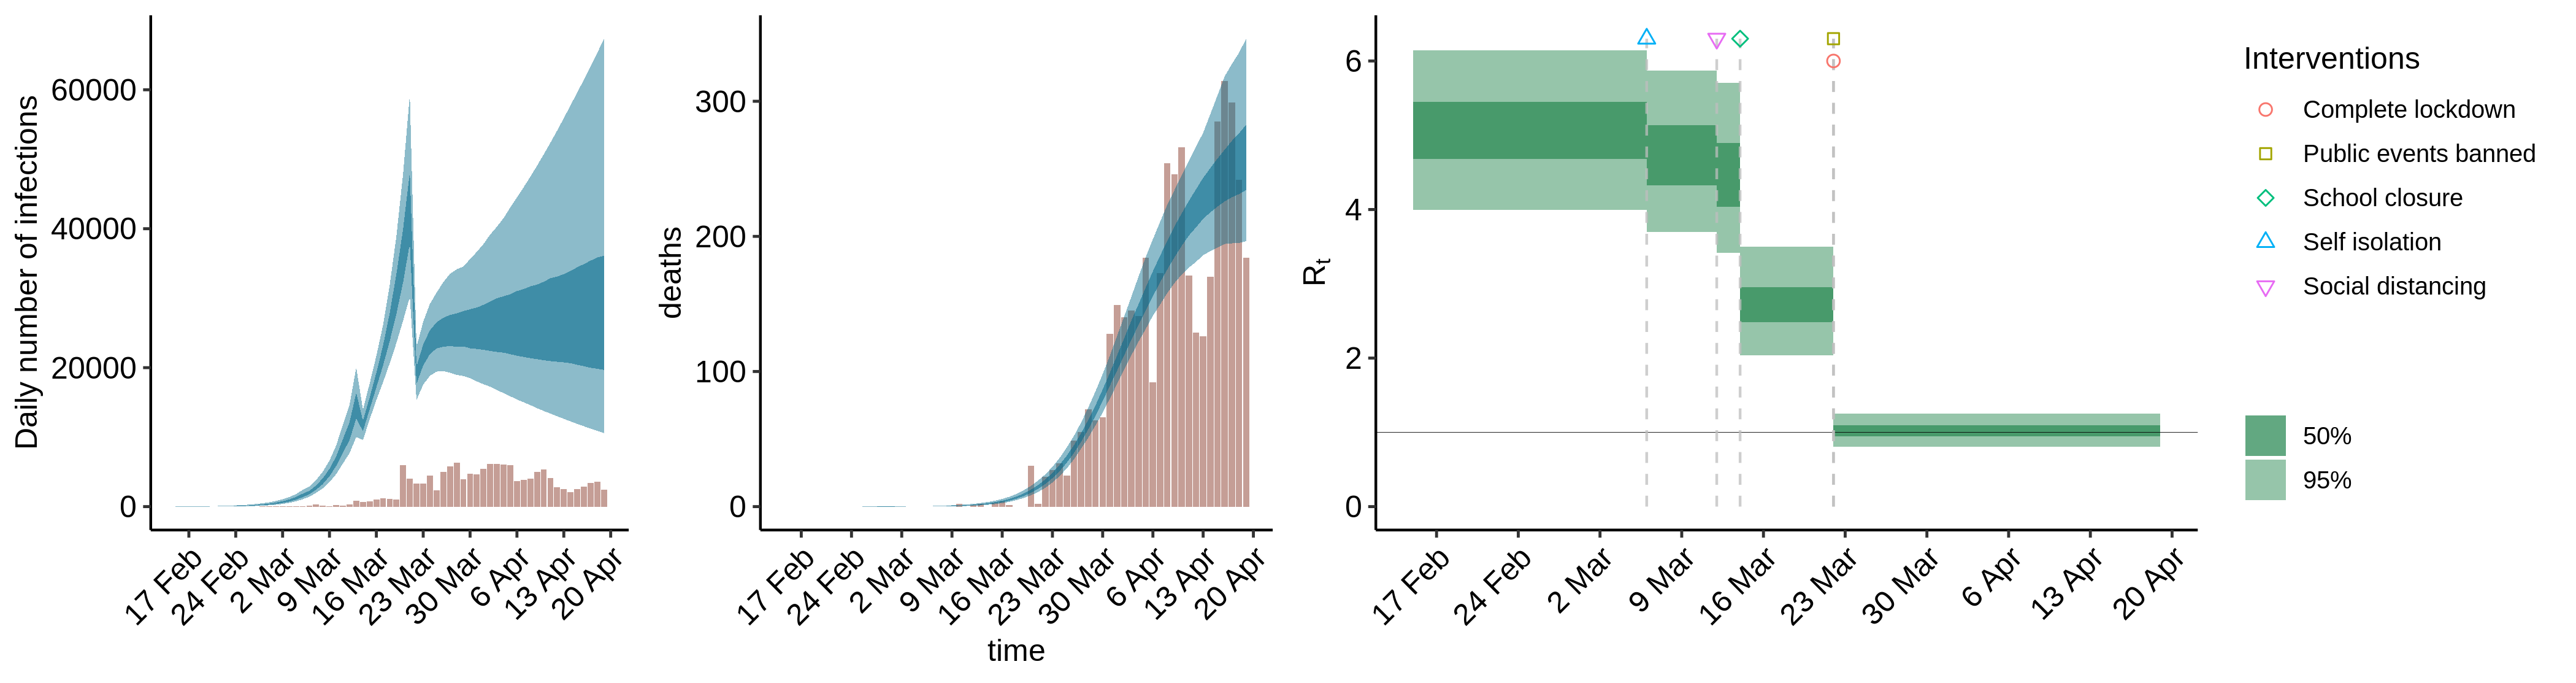 Daily number of infections
60000
40000
20000
0
17 Feb
24 Feb
2 Mar
9 Mar
16 Mar
23 Mar
30 Mar
6 Apr
13 Apr
20 Apr
deaths
300
200
100
0
17 Feb
24 Feb
2 Mar
9 Mar
16 Mar
23 Mar
30 Mar
6 Apr
13 Apr
20 Apr
time
Rt
6
4
2
0
17 Feb
24 Feb
2 Mar
9 Mar
16 Mar
23 Mar
30 Mar
6 Apr
13 Apr
20 Apr
Interventions
Complete lockdown
Public events banned
School closure
Self isolation
Social distancing
50%
95%